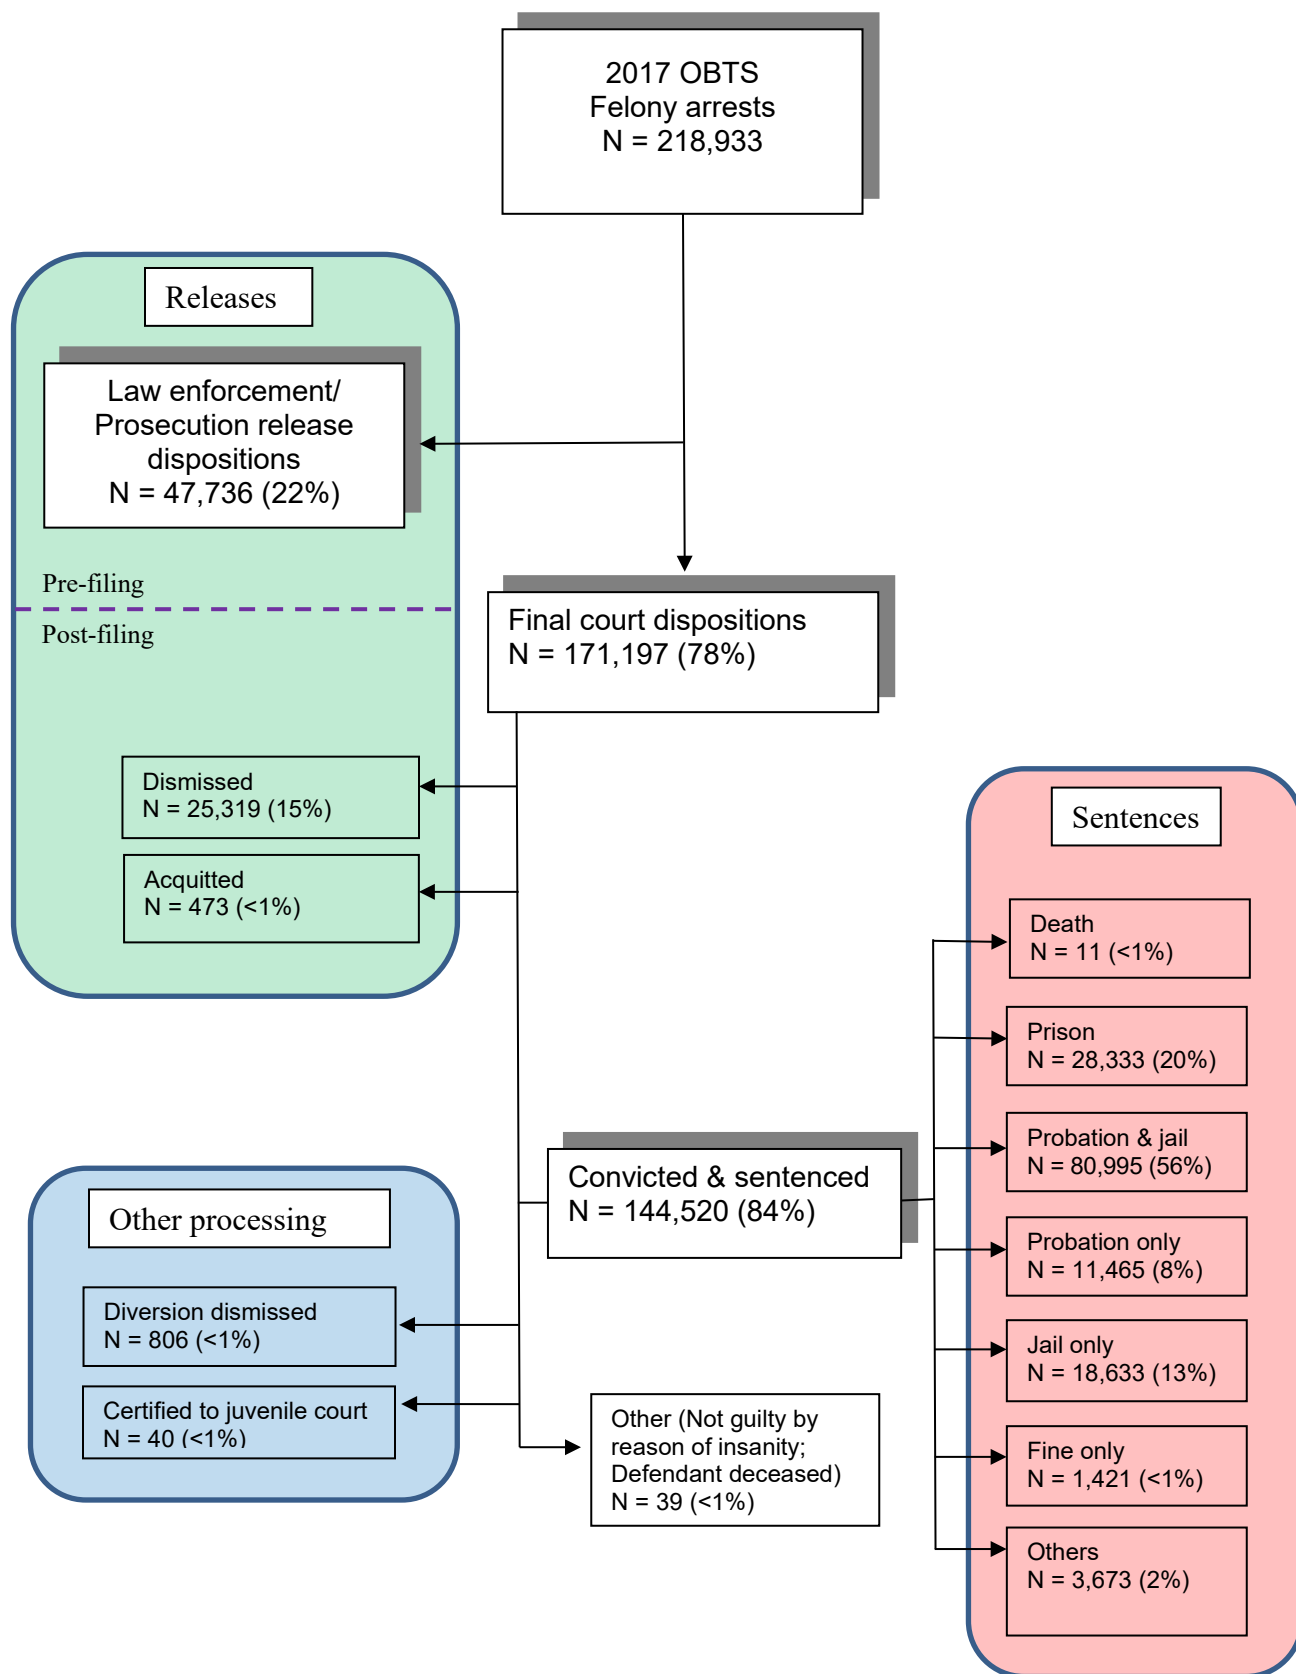 2017 OBTS
Felony arrests
N = 218,933
Releases
Law enforcement/
Prosecution release
dispositions
N = 47,736 (22%)
Pre-filing
Post-filing
Final court dispositions
N = 171,197 (78%)
Dismissed
N = 25,319 (15%)
Acquitted
N = 473 (<1%)
Sentences
Death
N = 11 (<1%)
Prison
N = 28,333 (20%)
Probation & jail
N = 80,995 (56%)
Probation only
N = 11,465 (8%)
Jail only
N = 18,633 (13%)
Fine only
N = 1,421 (<1%)
Others
N = 3,673 (2%)
Convicted & sentenced
N = 144,520 (84%)
Other processing
Diversion dismissed
N = 806 (<1%)
Certified to juvenile court
N = 40 (<1%)
Other (Not guilty by
reason of insanity;
Defendant deceased)
N = 39 (<1%)